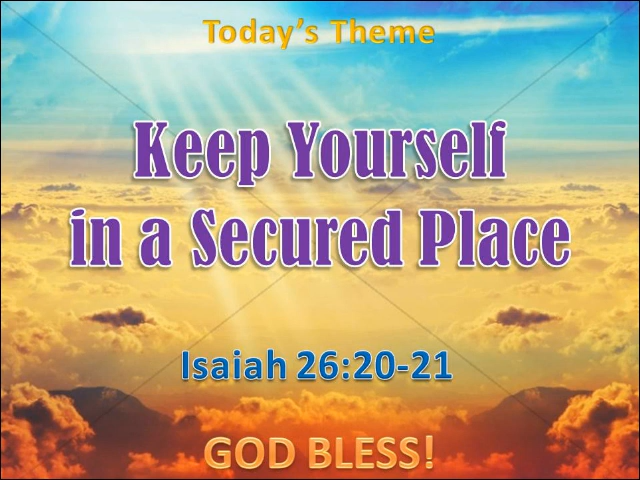 Today's Theme
Keep Yourself
in a Secured Place
Isaiah 26:20-21
GOD BLESS!